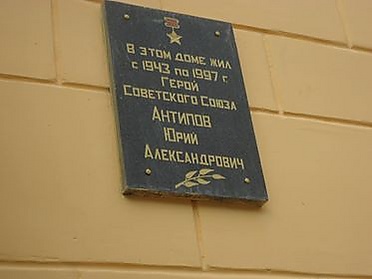 В этом доме жил
с 1943 по 1997 г.
Герой
Советского Союза
Антипов
Юрий
Александрович